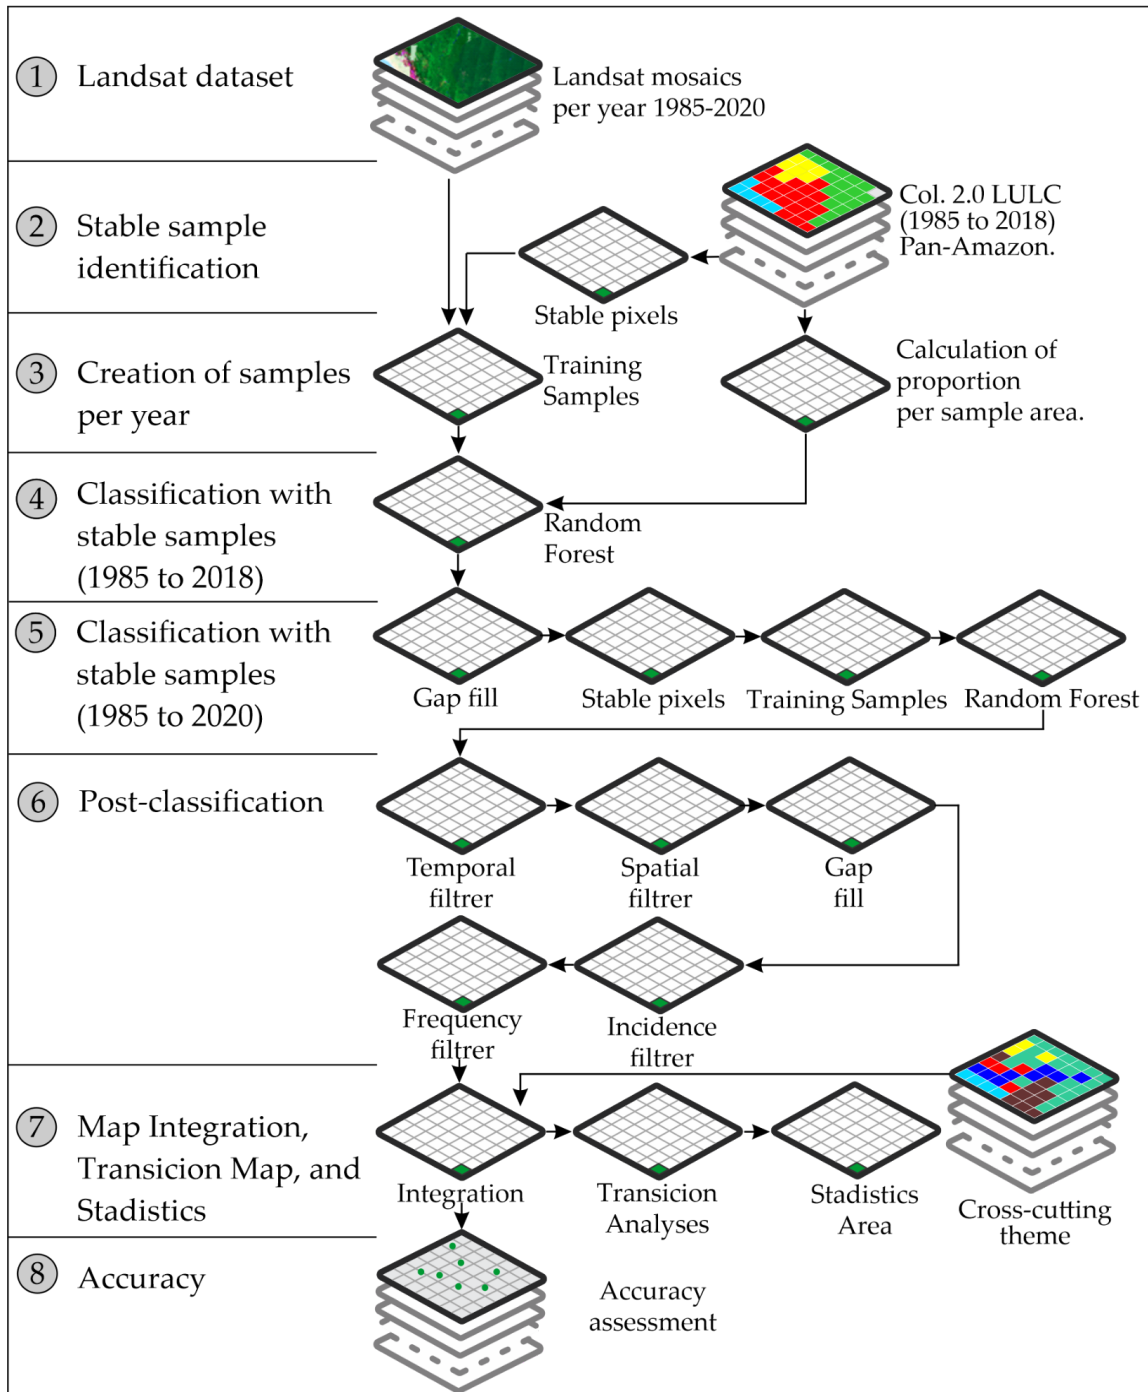 1 Landsat dataset
Landsat mosaics
per year 1985-2020
2 Stable sample
identification
Col. 2.0 LULC
(1985 to 2018)
Pan-Amazon.
Stable pixels
3 Creation of samples
per year
Training
Samples
Calculation of
proportion
per sample area.
4 Classification with
stable samples
(1985 to 2018)
Random
Forest
5 Classification with
stable samples
(1985 to 2020)
Gap fill
Stable pixels
Training Samples
Random Forest
6 Post-classification
Temporal
filtrer
Spatial
filtrer
Gap
fill
Frequency
filtrer
Incidence
filtrer
7 Map Integration,
Transicion Map, and
Stadistics
Integration
Transicion
Analyses
Stadistics
Area
Cross-cutting
theme
8 Accuracy
Accuracy
assessment